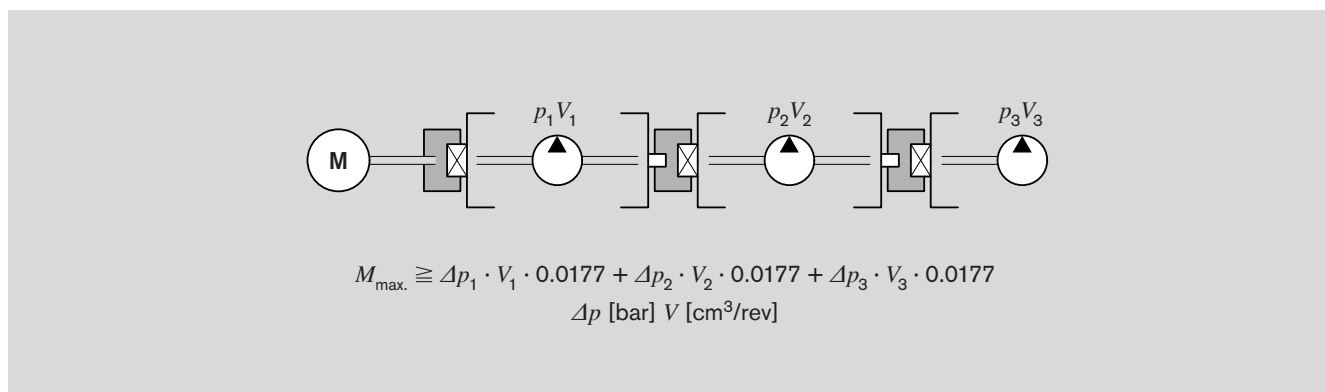 p₁V₁ p₂V₂ p₃V₃
M
M_max. ≧ Δp₁ · V₁ · 0.0177 + Δp₂ · V₂ · 0.0177 + Δp₃ · V₃ · 0.0177
Δp [bar] V [cm³/rev]